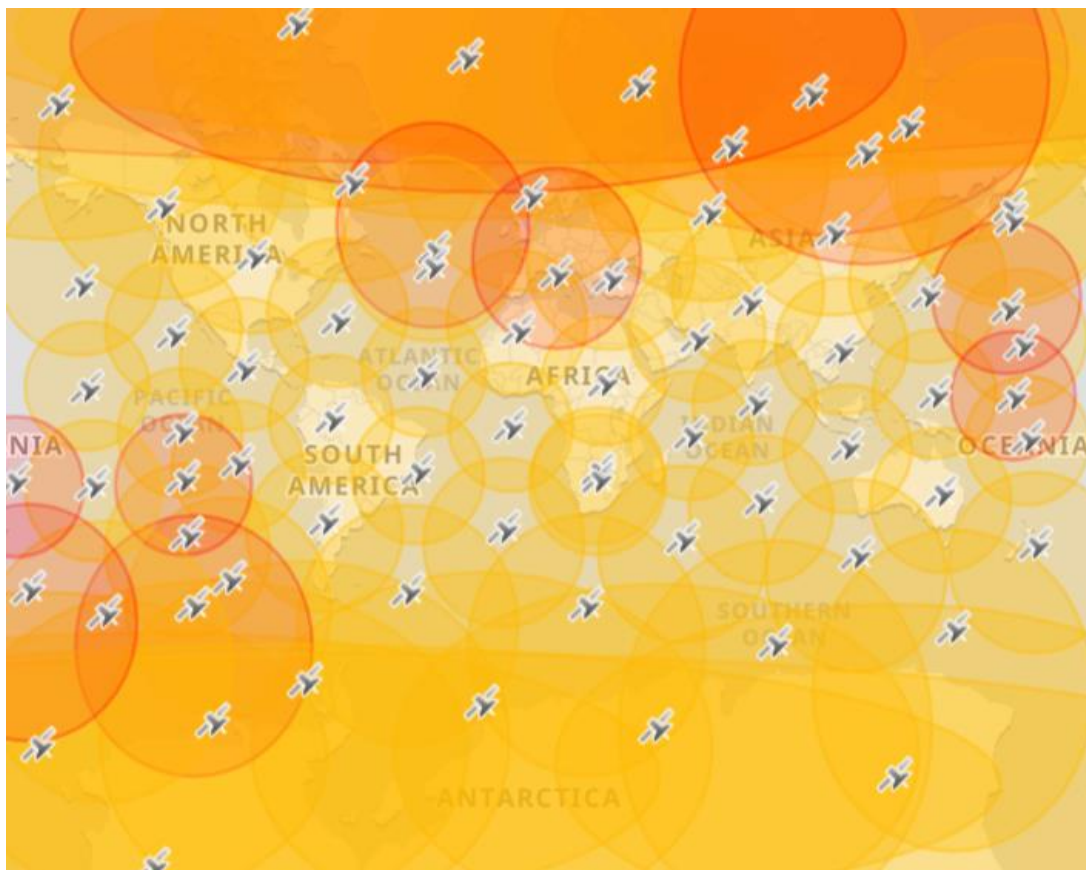 NORTH
AMERICA
ASIA
ATLANTIC
OCEAN
AFRICA
PACIFIC
OCEAN
INDIAN
OCEAN
NIA
SOUTH
AMERICA
OCEANIA
SOUTHERN
OCEAN
ANTARCTICA